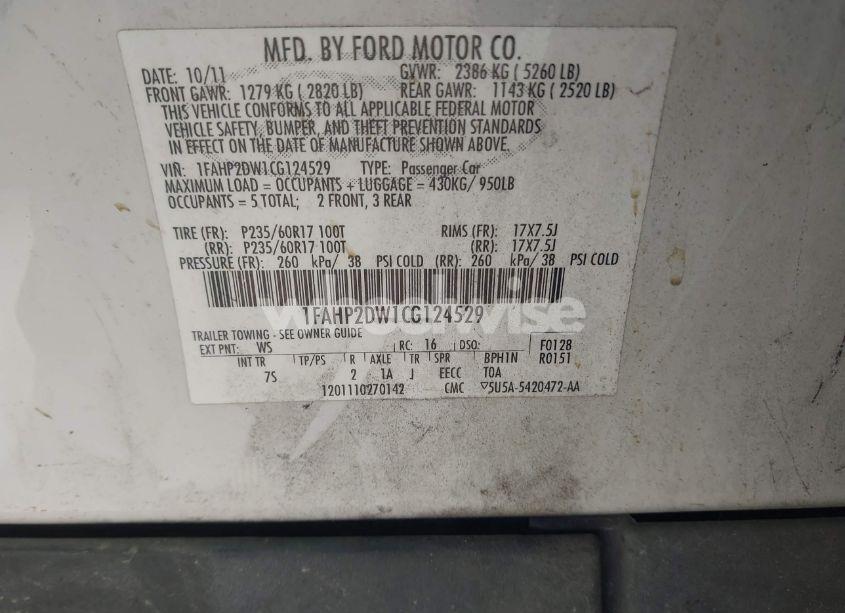 MFD. BY FORD MOTOR CO.
DATE: 10/11 GVWR: 2386 KG ( 5260 LB)
FRONT GAWR: 1279 KG ( 2820 LB) REAR GAWR: 1143 KG ( 2520 LB)
THIS VEHICLE CONFORMS TO ALL APPLICABLE FEDERAL MOTOR
VEHICLE SAFETY, BUMPER, AND THEFT PREVENTION STANDARDS
IN EFFECT ON THE DATE OF MANUFACTURE SHOWN ABOVE.
VIN: 1FAHP2DW1CG124529 TYPE: Passenger Car
MAXIMUM LOAD = OCCUPANTS + LUGGAGE = 430KG/ 950LB
OCCUPANTS = 5 TOTAL; 2 FRONT, 3 REAR
TIRE (FR): P235/60R17 100T RIMS (FR): 17X7.5J
(RR): P235/60R17 100T (RR): 17X7.5J
PRESSURE (FR): 260 kPa/ 38 PSI COLD (RR): 260 kPa/ 38 PSI COLD
1FAHP2DW1CG124529
TRAILER TOWING - SEE OWNER GUIDE
EXT PNT: WS RC: 16 DSO: F0128
INT TR TP/PS R AXLE TR SPR BPH1N R0151
7S 2 1A J EECC TOA
1201110270142 CMC ▽5U5A-5420472-AA